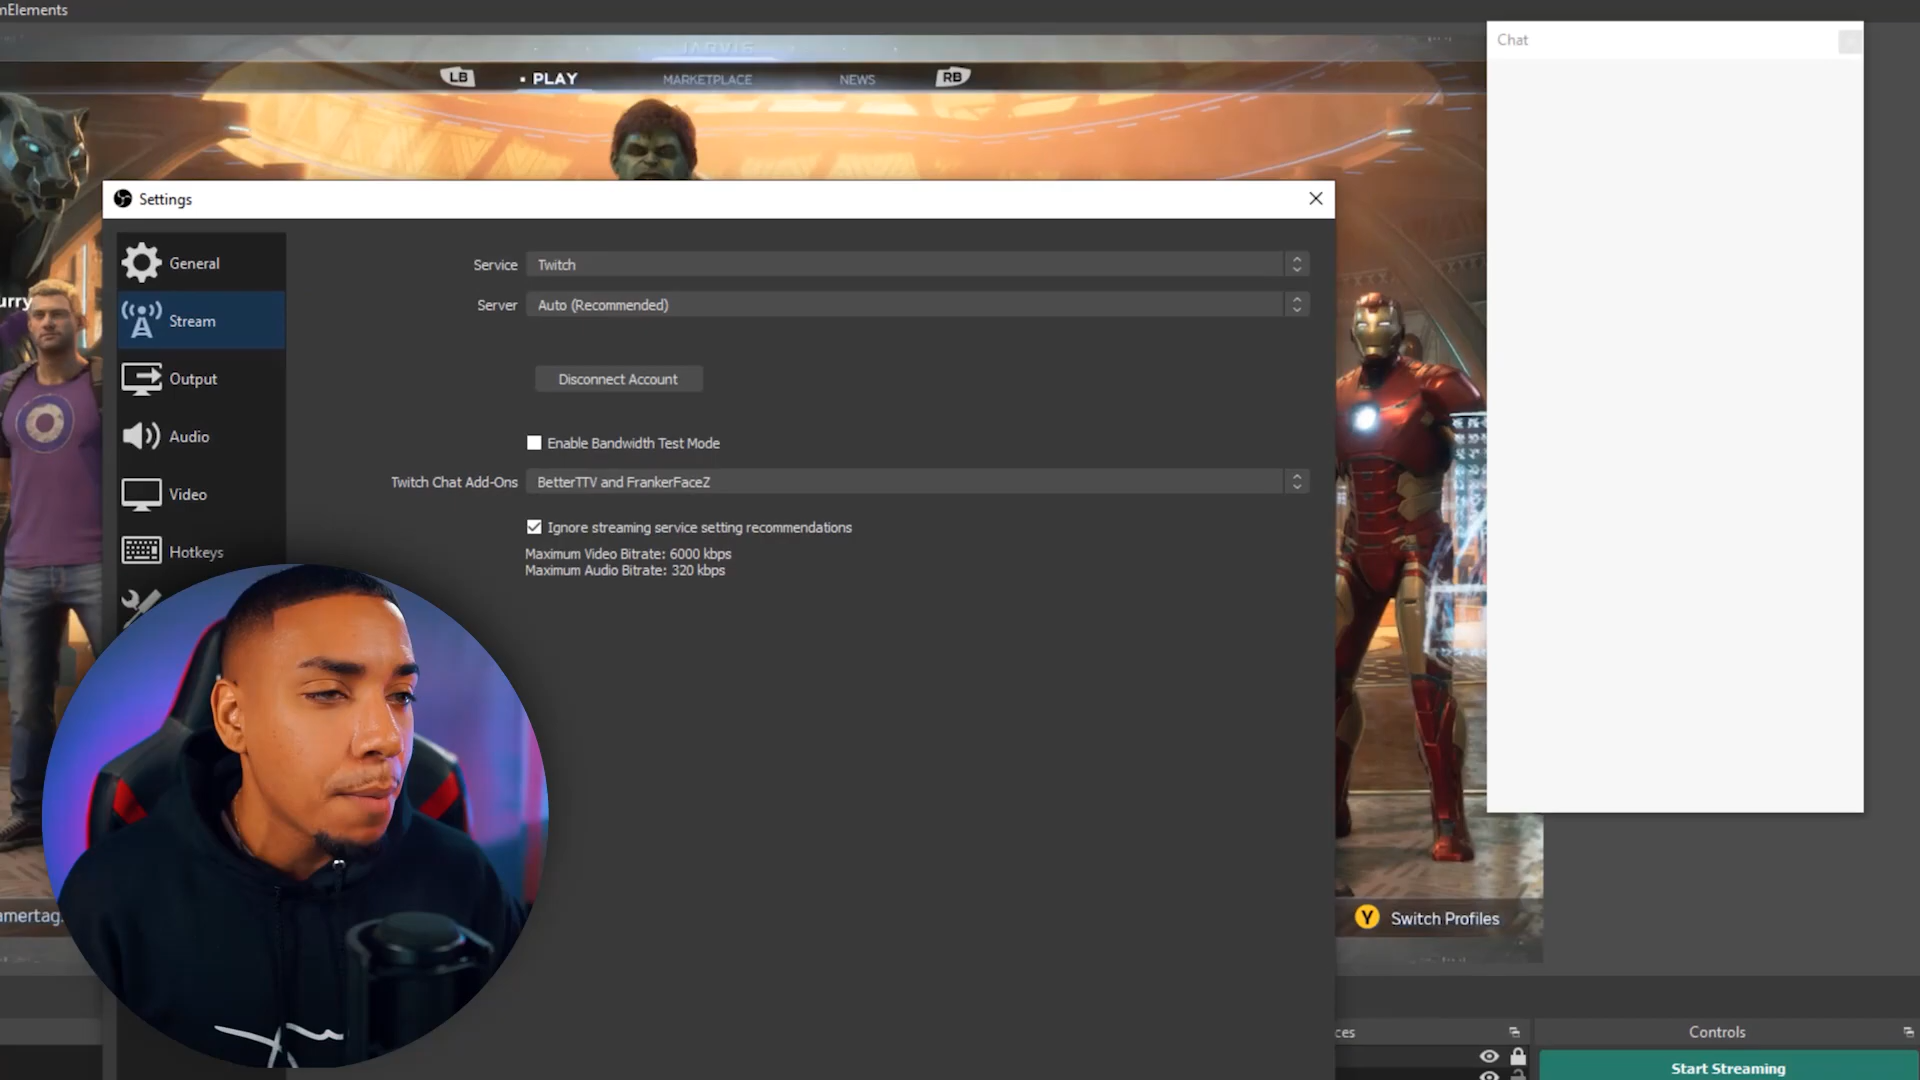 nElements
JARVIS
LB
PLAY
MARKETPLACE
NEWS
RB
Chat
Settings
General
Stream
Output
Audio
Video
Hotkeys
Service
Twitch
Server
Auto (Recommended)
Disconnect Account
Enable Bandwidth Test Mode
Twitch Chat Add-Ons
BetterTTV and FrankerFaceZ
Ignore streaming service setting recommendations
Maximum Video Bitrate: 6000 kbps
Maximum Audio Bitrate: 320 kbps
urry
amertag
Y Switch Profiles
ces
Controls
Start Streaming